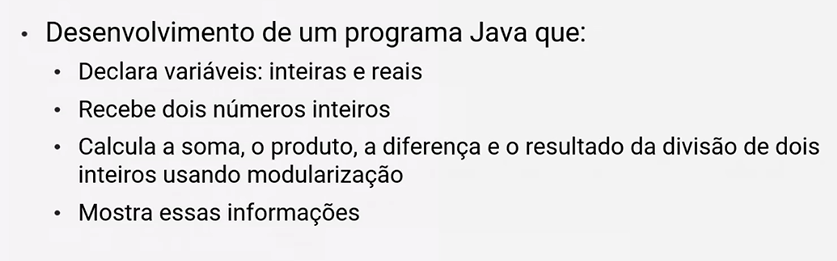 • Desenvolvimento de um programa Java que:
• Declara variáveis: inteiras e reais
• Recebe dois números inteiros
• Calcula a soma, o produto, a diferença e o resultado da divisão de dois
inteiros usando modularização
• Mostra essas informações